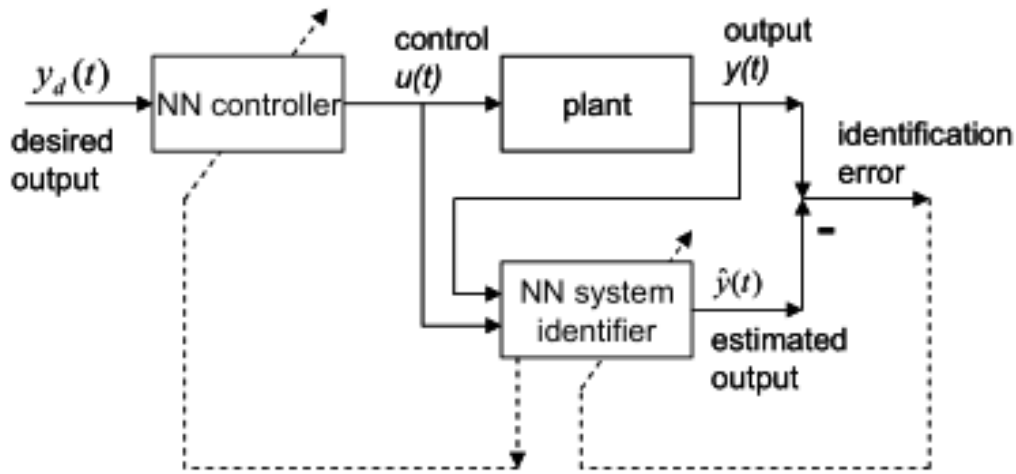 y_d(t)
desired
output
NN controller
control
u(t)
plant
output
y(t)
identification
error
-
NN system
identifier
ŷ(t)
estimated
output